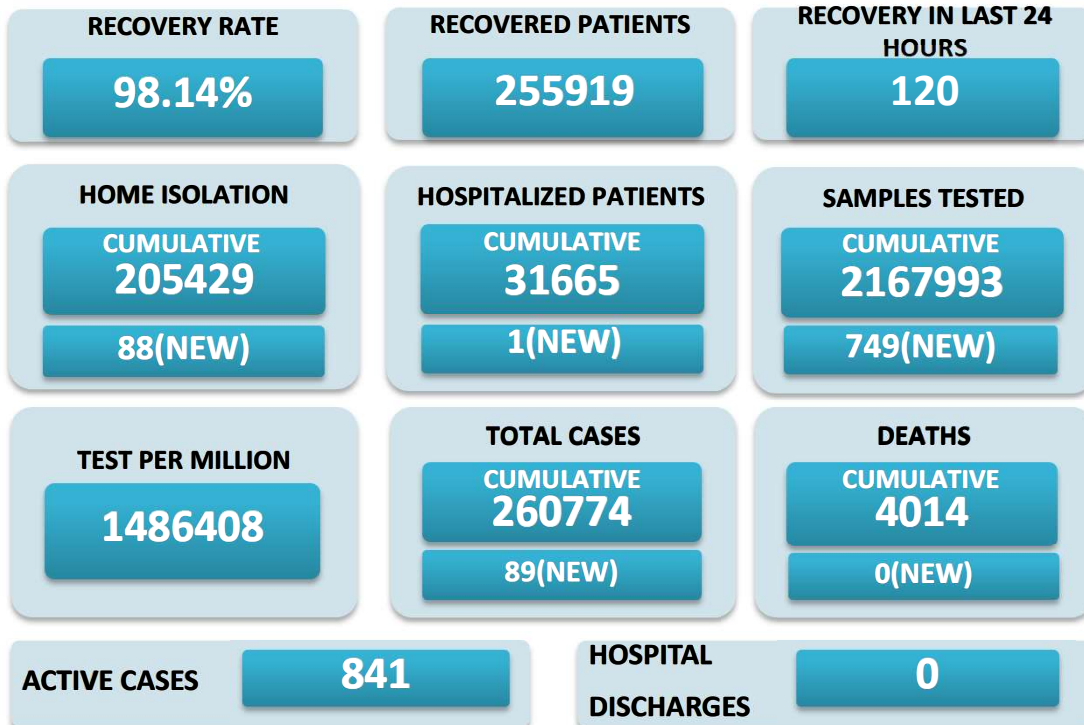 RECOVERY RATE
98.14%
RECOVERED PATIENTS
255919
RECOVERY IN LAST 24
HOURS
120
HOME ISOLATION
CUMULATIVE
205429
88(NEW)
HOSPITALIZED PATIENTS
CUMULATIVE
31665
1(NEW)
SAMPLES TESTED
CUMULATIVE
2167993
749(NEW)
TEST PER MILLION
1486408
TOTAL CASES
CUMULATIVE
260774
89(NEW)
DEATHS
CUMULATIVE
4014
0(NEW)
ACTIVE CASES
841
HOSPITAL
DISCHARGES
0